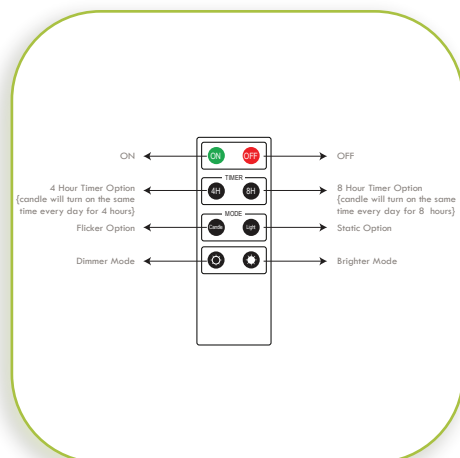 ON
ON
OFF
OFF
TIMER
4 Hour Timer Option
{candle will turn on the same
time every day for 4 hours}
4H
8H
8 Hour Timer Option
{candle will turn on the same
time every day for 8 hours}
MODE
Flicker Option
Candle
Light
Static Option
Dimmer Mode
Brighter Mode